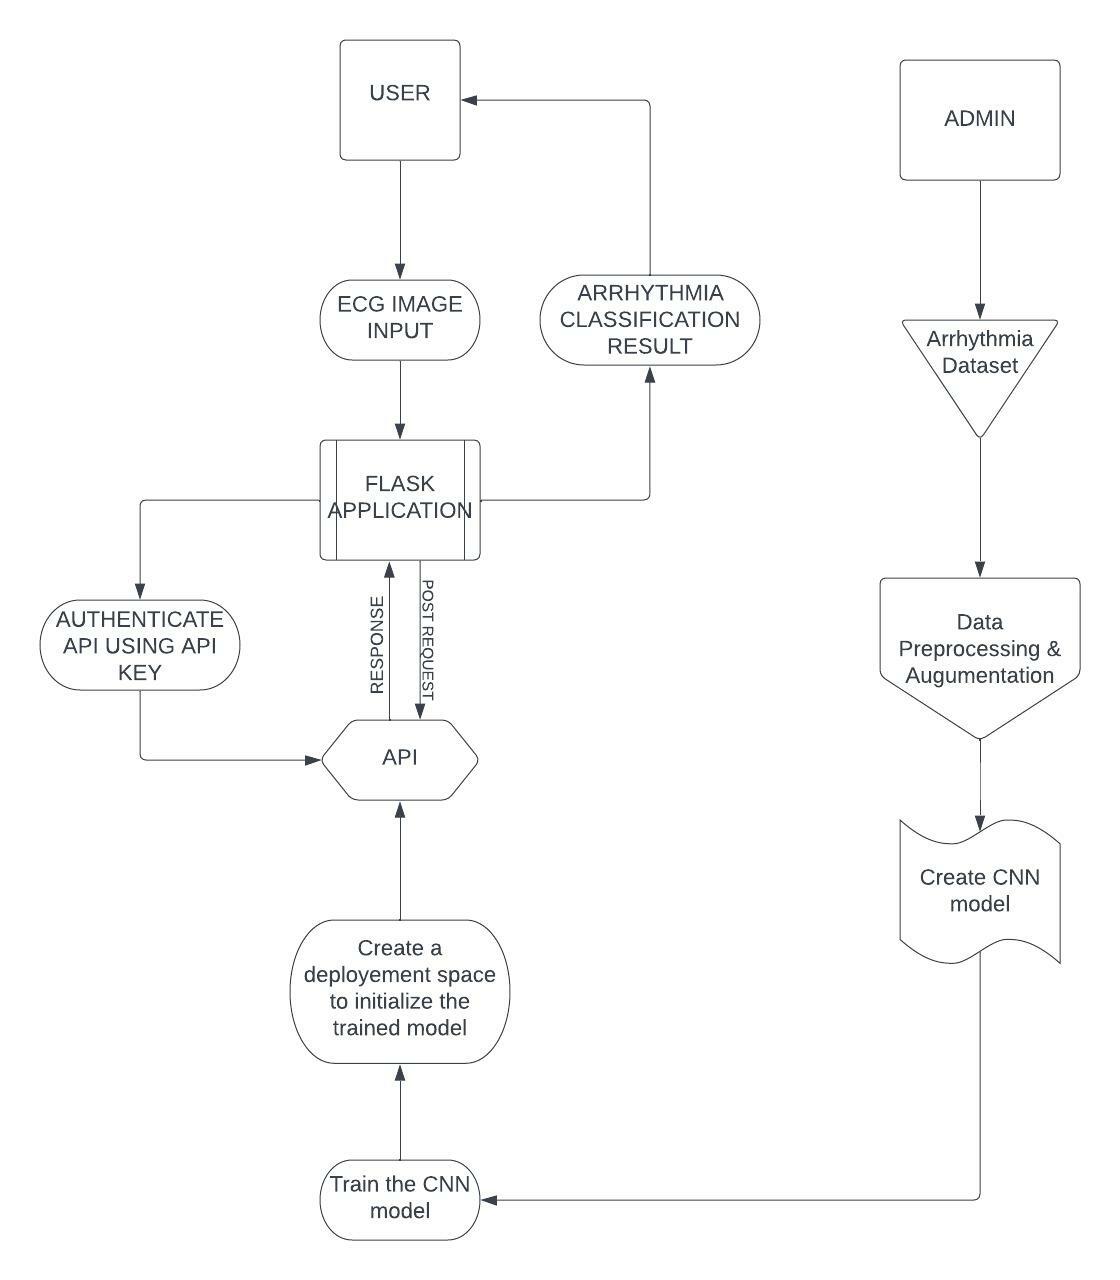 USER
ADMIN
ECG IMAGE
INPUT
ARRHYTHMIA
CLASSIFICATION
RESULT
Arrhythmia
Dataset
FLASK
APPLICATION
AUTHENTICATE
API USING API
KEY
RESPONSE
POST REQUEST
Data
Preprocessing &
Augumentation
API
Create CNN
model
Create a
deployement space
to initialize the
trained model
Train the CNN
model